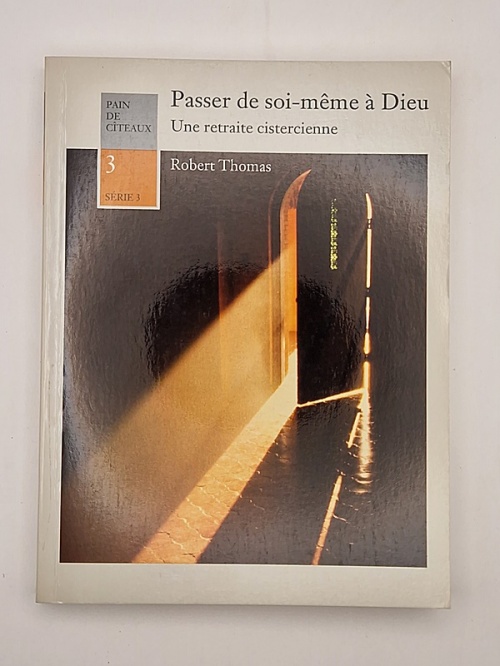 Passer de soi-même à Dieu
Une retraite cistercienne
Robert Thomas
PAIN
DE
CÎTEAUX
3
SÉRIE 3